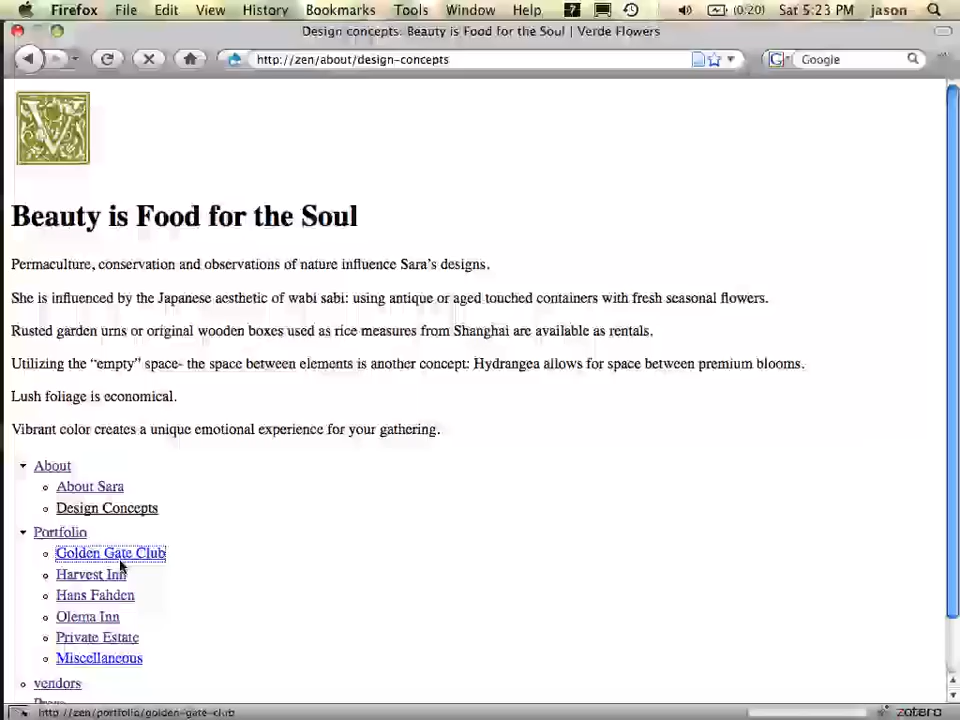 Firefox File Edit View History Bookmarks Tools Window Help (0:20) Sat 5:23 PM jason
Design concepts: Beauty is Food for the Soul | Verde Flowers
http://zen/about/design-concepts
G Google
V
Beauty is Food for the Soul
Permaculture, conservation and observations of nature influence Sara's designs.
She is influenced by the Japanese aesthetic of wabi sabi: using antique or aged touched containers with fresh seasonal flowers.
Rusted garden urns or original wooden boxes used as rice measures from Shanghai are available as rentals.
Utilizing the “empty” space- the space between elements is another concept: Hydrangea allows for space between premium blooms.
Lush foliage is economical.
Vibrant color creates a unique emotional experience for your gathering.
About
About Sara
Design Concepts
Portfolio
Golden Gate Club
Harvest Inn
Hans Fahden
Olema Inn
Private Estate
Miscellaneous
vendors
http://zen/portfolio/golden-gate-club
zotero